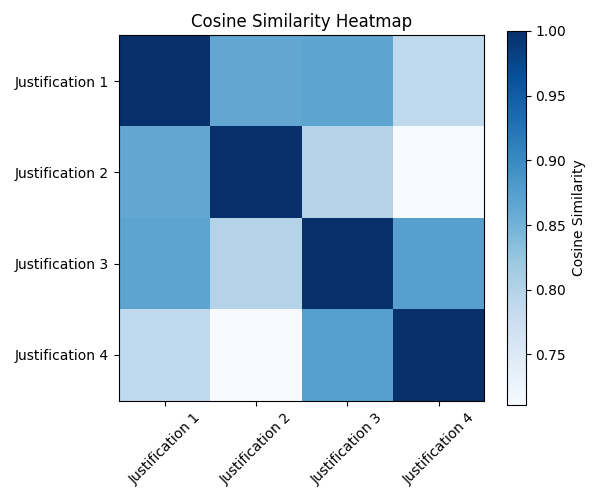 Cosine Similarity Heatmap
Justification 1
Justification 2
Justification 3
Justification 4
Justification 1
Justification 2
Justification 3
Justification 4
1.00
0.95
0.90
0.85
0.80
0.75
Cosine Similarity